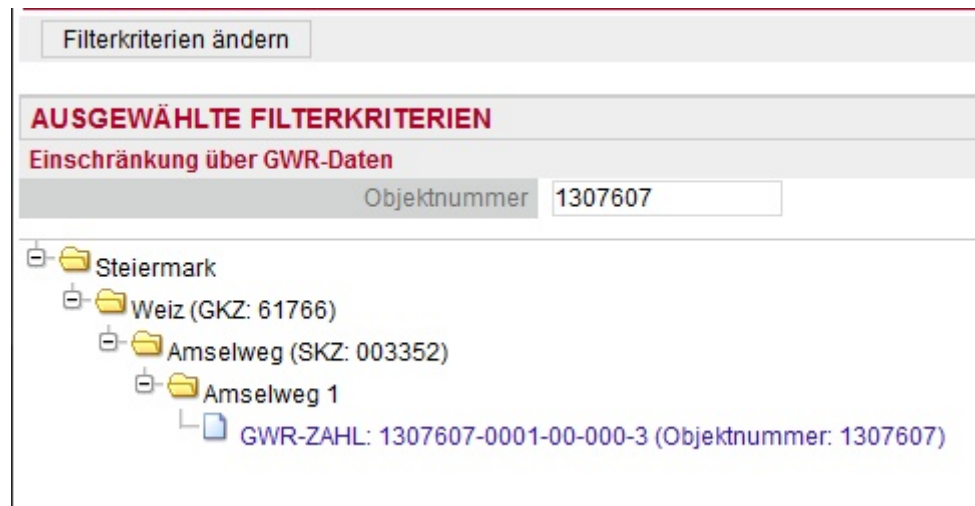 Filterkriterien ändern
AUSGEWÄHLTE FILTERKRITERIEN
Einschränkung über GWR-Daten
Objektnummer 1307607
Steiermark
Weiz (GKZ: 61766)
Amselweg (SKZ: 003352)
Amselweg 1
GWR-ZAHL: 1307607-0001-00-000-3 (Objektnummer: 1307607)